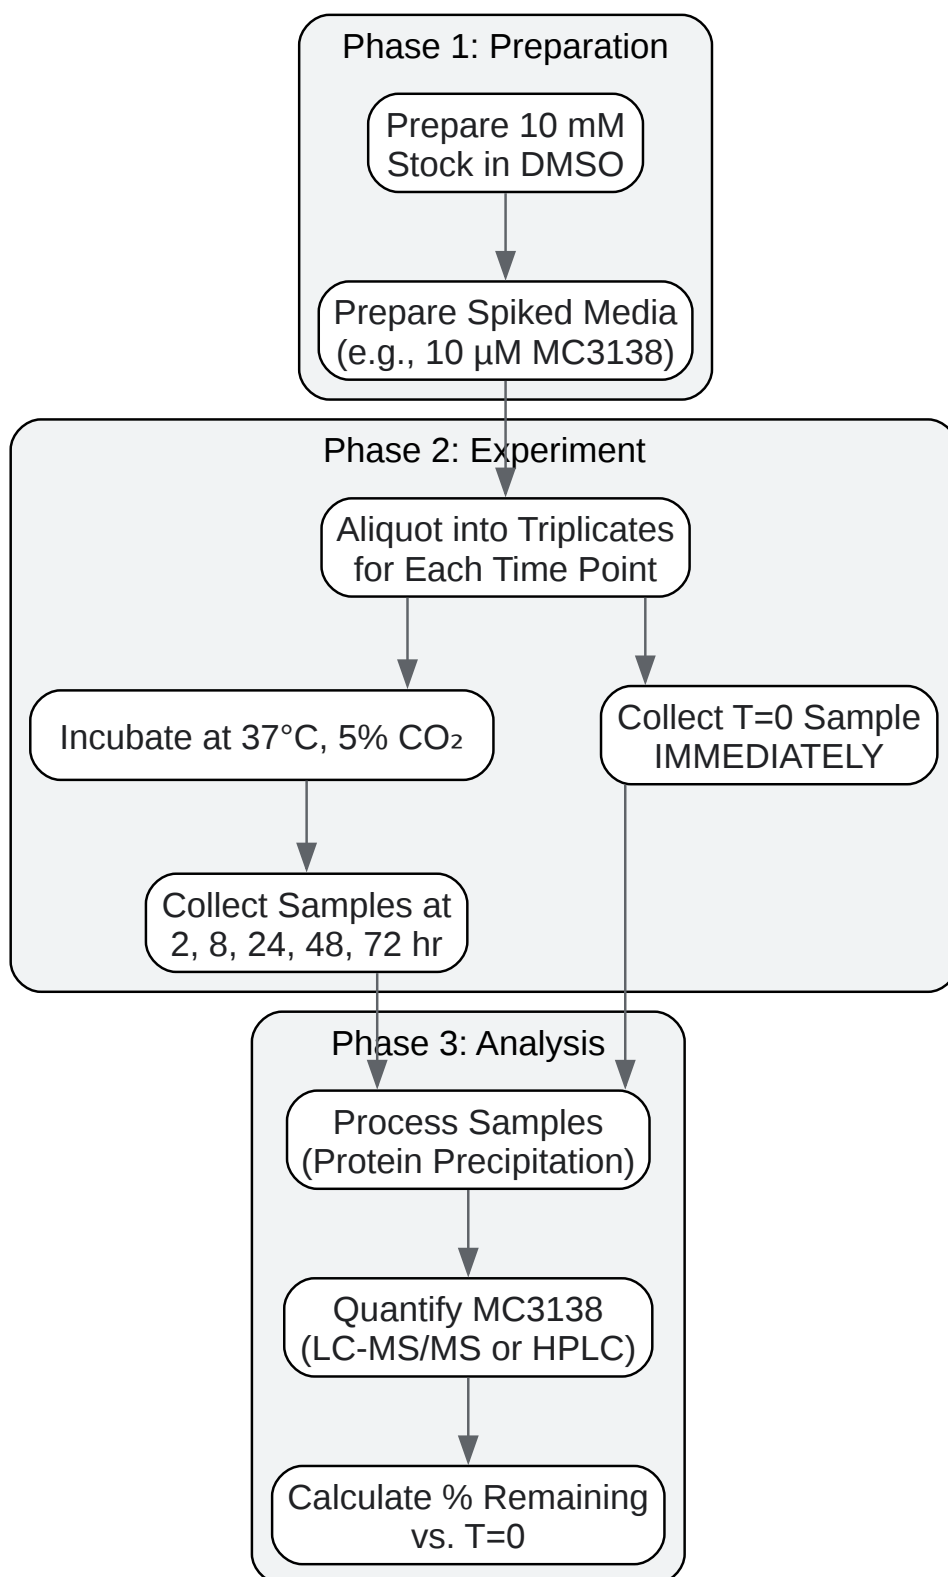 Phase 1: Preparation
Prepare 10 mM
Stock in DMSO
Prepare Spiked Media
(e.g., 10 µM MC3138)
Phase 2: Experiment
Aliquot into Triplicates
for Each Time Point
Incubate at 37°C, 5% CO₂
Collect T=0 Sample
IMMEDIATELY
Collect Samples at
2, 8, 24, 48, 72 hr
Phase 3: Analysis
Process Samples
(Protein Precipitation)
Quantify MC3138
(LC-MS/MS or HPLC)
Calculate % Remaining
vs. T=0